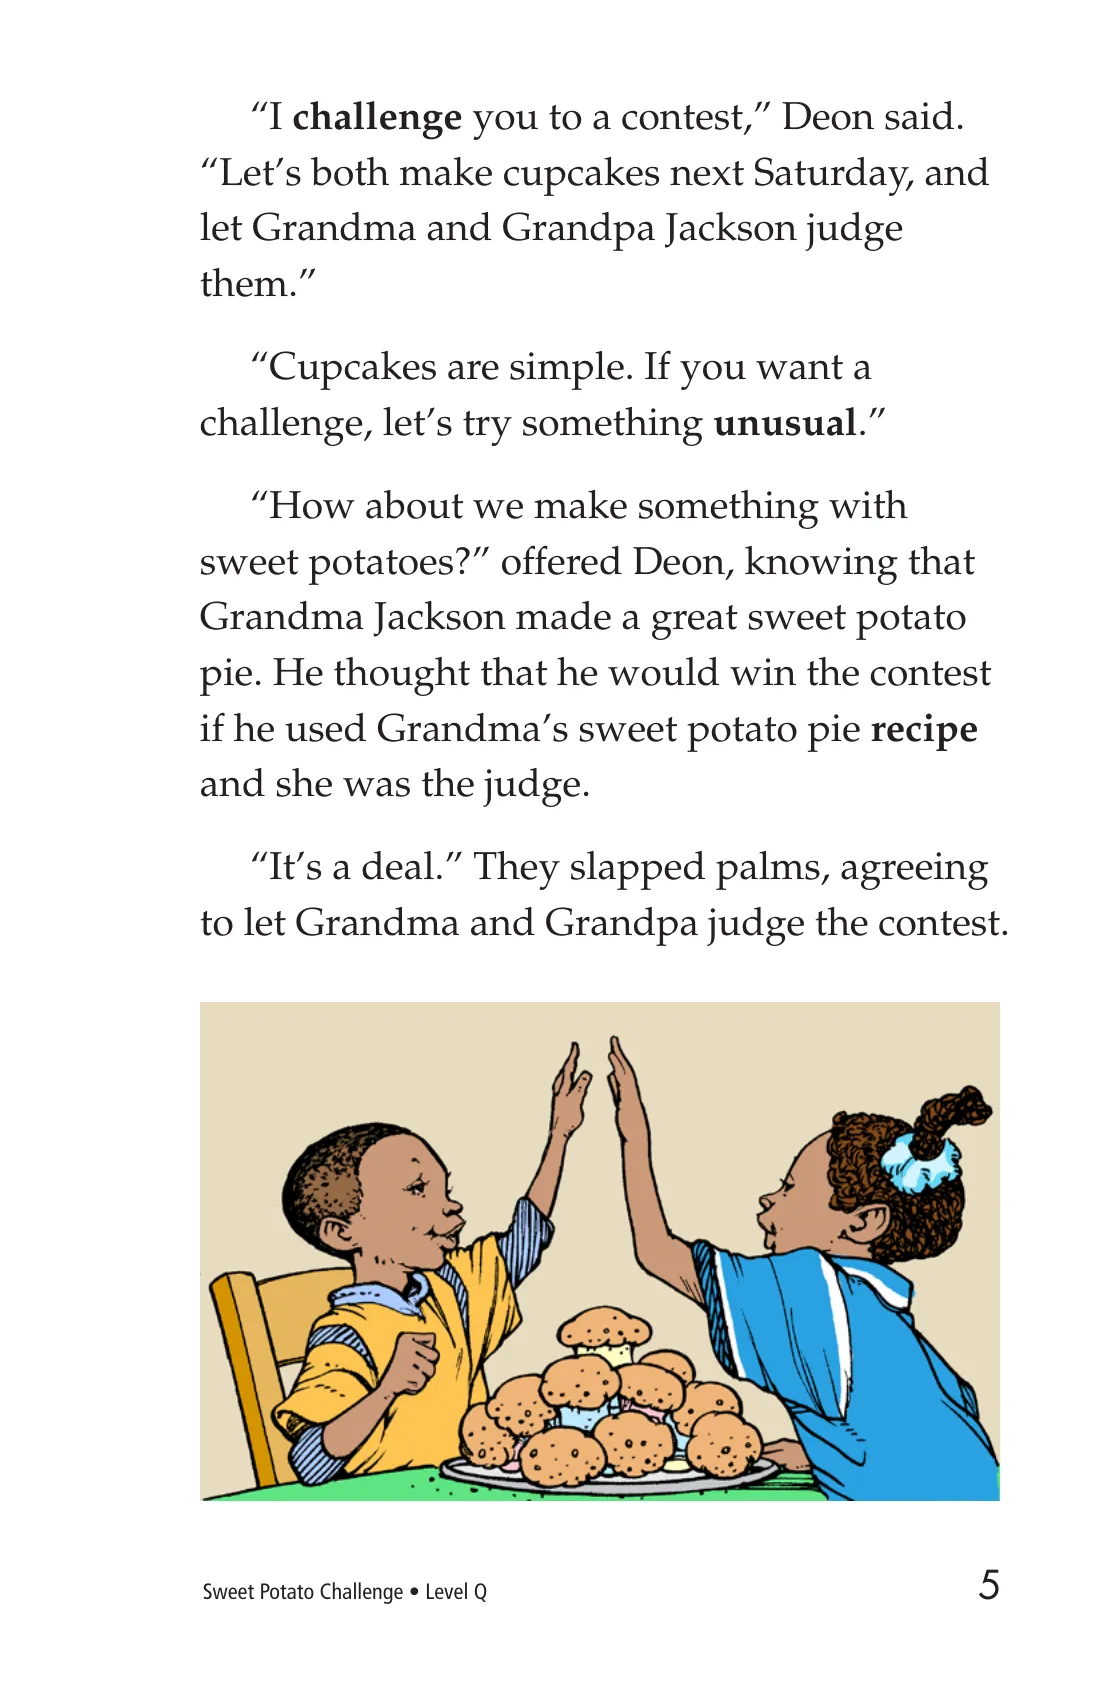 “I challenge you to a contest,” Deon said.
“Let’s both make cupcakes next Saturday, and
let Grandma and Grandpa Jackson judge
them.”
“Cupcakes are simple. If you want a
challenge, let’s try something unusual.”
“How about we make something with
sweet potatoes?” offered Deon, knowing that
Grandma Jackson made a great sweet potato
pie. He thought that he would win the contest
if he used Grandma’s sweet potato pie recipe
and she was the judge.
“It’s a deal.” They slapped palms, agreeing
to let Grandma and Grandpa judge the contest.
Sweet Potato Challenge • Level Q
5